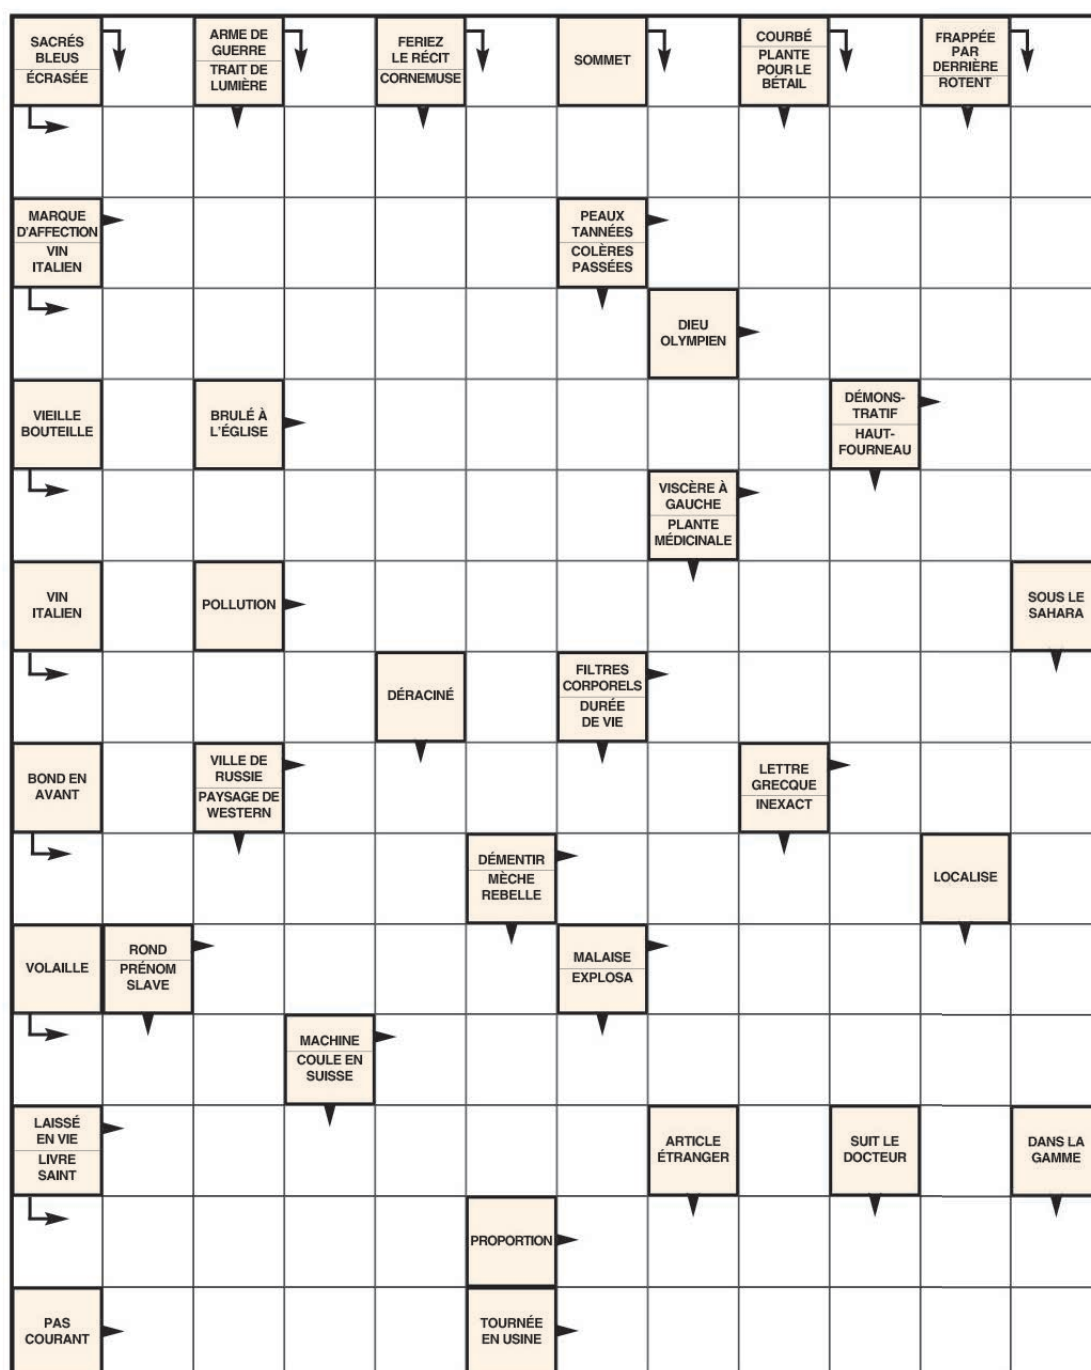 SACRÉS
BLEUS
ÉCRASÉE
ARME DE
GUERRE
TRAIT DE
LUMIÈRE
FERIEZ
LE RÉCIT
CORNEMUSE
SOMMET
COURBÉ
PLANTE
POUR LE
BÉTAIL
FRAPPÉE
PAR
DERRIÈRE
ROTENT
MARQUE
D'AFFECTION
VIN
ITALIEN
PEAUX
TANNÉES
COLÈRES
PASSÉES
DIEU
OLYMPIEN
VIEILLE
BOUTEILLE
BRULÉ À
L'ÉGLISE
DÉMONS-
TRATIF
HAUT-
FOURNEAU
VISCÈRE À
GAUCHE
PLANTE
MÉDICINALE
VIN
ITALIEN
POLLUTION
SOUS LE
SAHARA
DÉRACINÉ
FILTRES
CORPORELS
DURÉE
DE VIE
BOND EN
AVANT
VILLE DE
RUSSIE
PAYSAGE DE
WESTERN
LETTRE
GRECQUE
INEXACT
DÉMENTIR
MÈCHE
REBELLE
LOCALISE
VOLAILLE
ROND
PRÉNOM
SLAVE
MALAISE
EXPLOSA
MACHINE
COULE EN
SUISSE
LAISSÉ
EN VIE
LIVRE
SAINT
ARTICLE
ÉTRANGER
SUIT LE
DOCTEUR
DANS LA
GAMME
PROPORTION
PAS
COURANT
TOURNÉE
EN USINE